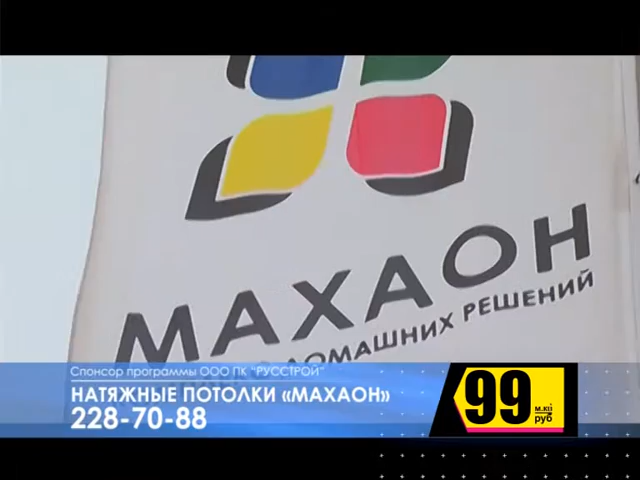 МАХАОН
ДОМАШНИХ РЕШЕНИЙ
Спонсор программы ООО ПК "РУССТРОЙ"
НАТЯЖНЫЕ ПОТОЛКИ «МАХАОН»
228-70-88
99
м.кв
руб